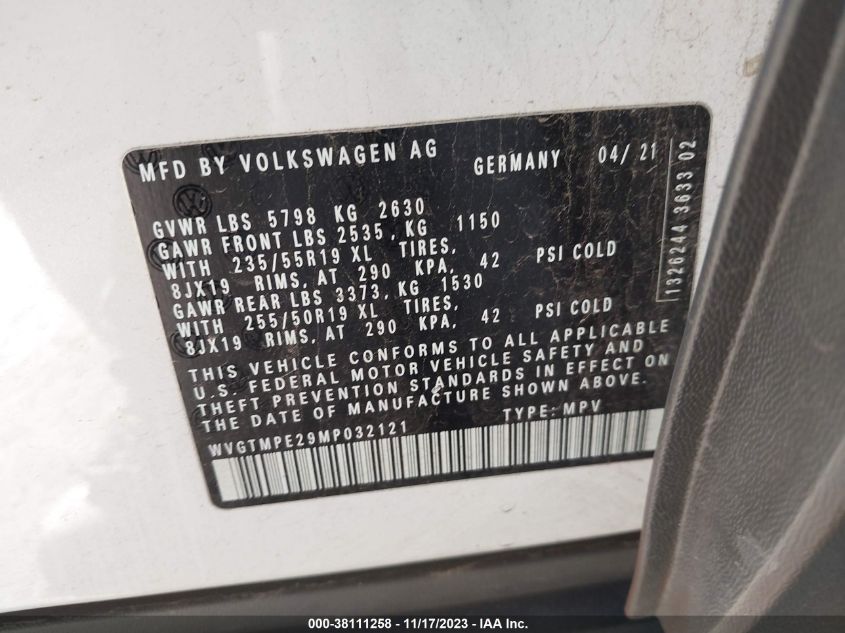 MFD BY VOLKSWAGEN AG GERMANY 04/ 21
GVWR LBS 5798 KG 2630
GAWR FRONT LBS 2535, KG 1150
WITH 235/55R19 XL TIRES,
8JX19 RIMS, AT 290 KPA, 42 PSI COLD
GAWR REAR LBS 3373, KG 1530
WITH 255/50R19 XL TIRES,
8JX19 RIMS, AT 290 KPA, 42 PSI COLD
THIS VEHICLE CONFORMS TO ALL APPLICABLE
U.S. FEDERAL MOTOR VEHICLE SAFETY AND
THEFT PREVENTION STANDARDS IN EFFECT ON
THE DATE OF MANUFACTURE SHOWN ABOVE.
WVGTMPE29MP032121 TYPE: MPV
1326244 3633 02
000-38111258 - 11/17/2023 - IAA Inc.